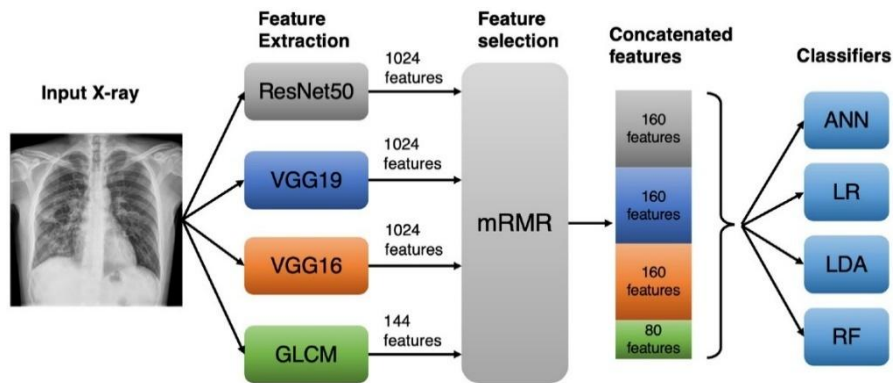 Input X-ray
Feature
Extraction
ResNet50
VGG19
VGG16
GLCM
1024
features
1024
features
1024
features
144
features
Feature
selection
mRMR
Concatenated
features
160
features
160
features
160
features
80
features
Classifiers
ANN
LR
LDA
RF